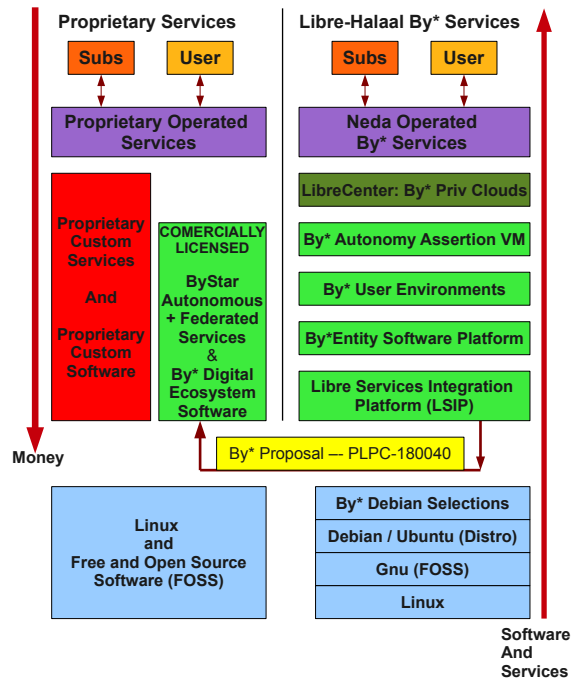 Proprietary Services
Subs
User
Proprietary Operated
Services
Proprietary
Custom
Services
And
Proprietary
Custom
Software
COMERCIALLY
LICENSED
ByStar
Autonomous
+ Federated
Services
&
By* Digital
Ecosystem
Software
Money
Libre-Halaal By* Services
Subs
User
Neda Operated
By* Services
LibreCenter: By* Priv Clouds
By* Autonomy Assertion VM
By* User Environments
By*Entity Software Platform
Libre Services Integration
Platform (LSIP)
By* Proposal –- PLPC-180040
Linux
and
Free and Open Source
Software (FOSS)
By* Debian Selections
Debian / Ubuntu (Distro)
Gnu (FOSS)
Linux
Software
And
Services